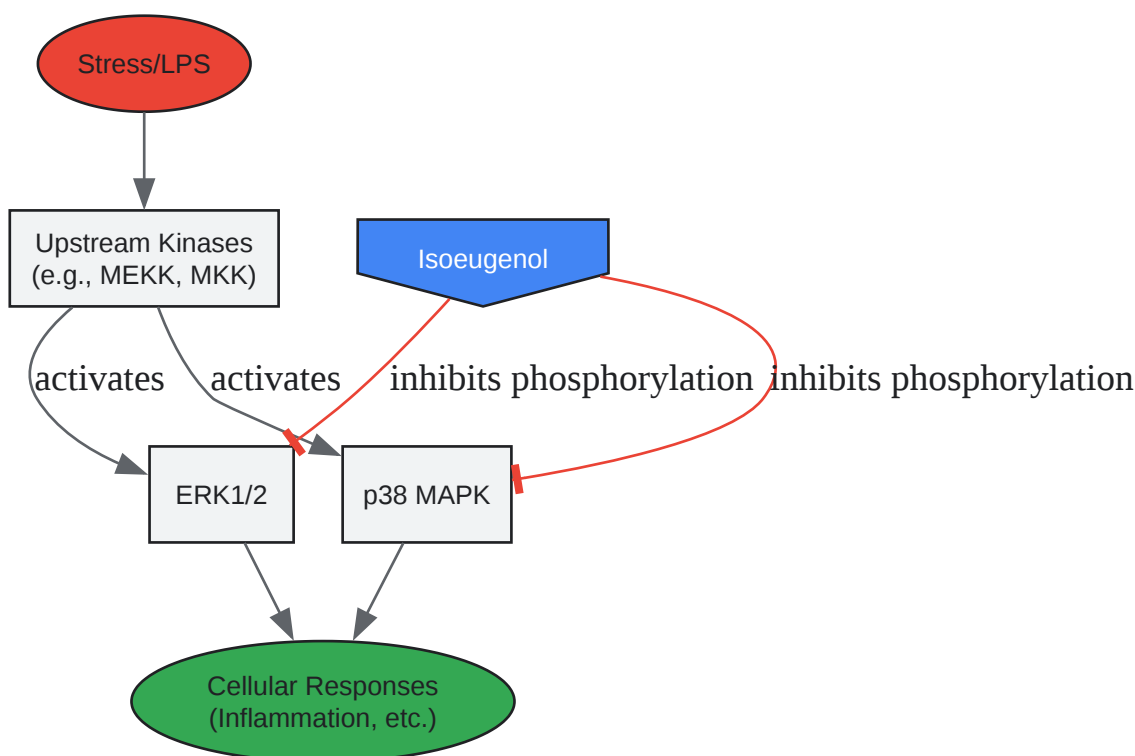 Stress/LPS
Upstream Kinases
(e.g., MEKK, MKK)
Isoeugenol
activates
activates
inhibits phosphorylation
inhibits phosphorylation
ERK1/2
p38 MAPK
Cellular Responses
(Inflammation, etc.)